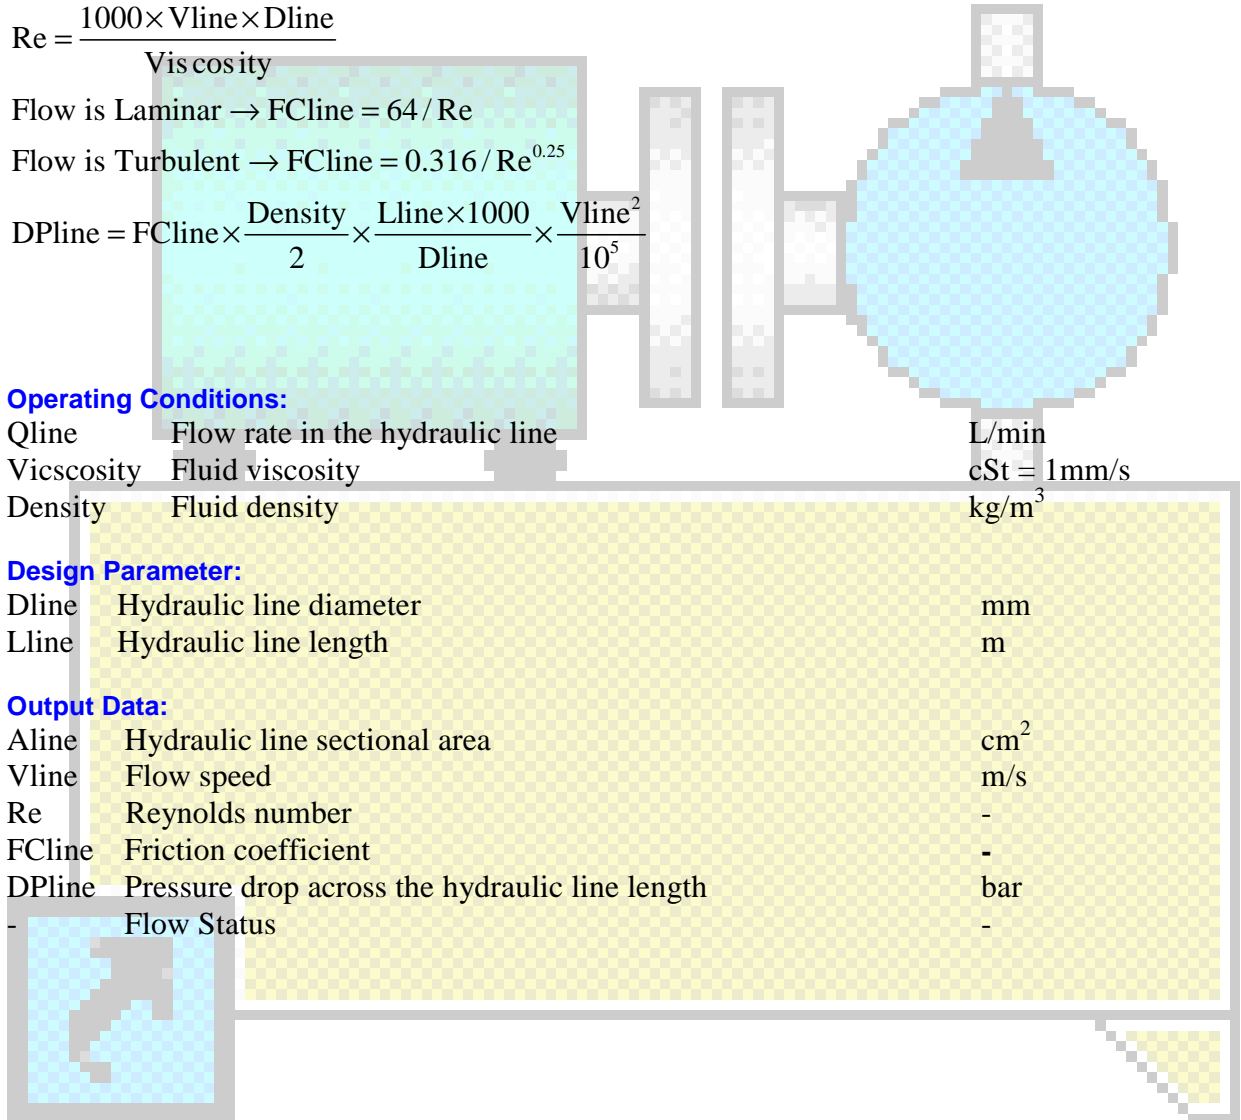 Re = 1000 × Vline × Dline / Vis cos ity
Flow is Laminar → FCline = 64 / Re
Flow is Turbulent → FCline = 0.316 / Re^0.25
DPline = FCline × Density / 2 × Lline × 1000 / Dline × Vline^2 / 10^5
Operating Conditions:
Qline Flow rate in the hydraulic line L/min
Vicscosity Fluid viscosity cSt = 1mm/s
Density Fluid density kg/m^3
Design Parameter:
Dline Hydraulic line diameter mm
Lline Hydraulic line length m
Output Data:
Aline Hydraulic line sectional area cm^2
Vline Flow speed m/s
Re Reynolds number -
FCline Friction coefficient -
DPline Pressure drop across the hydraulic line length bar
- Flow Status -